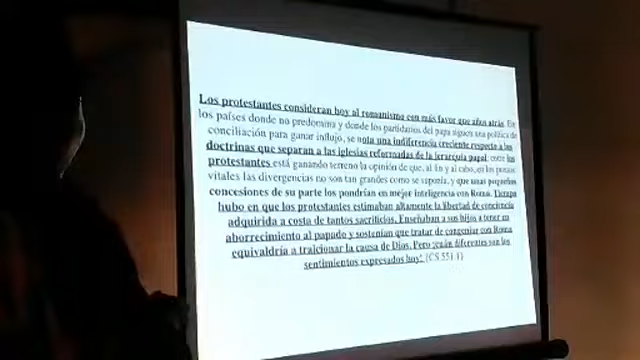 Los protestantes consideran hoy al romanismo con más favor que años atrás. En
los países donde no predomina y donde los partidarios del papa siguen una política de
conciliación para ganar influjo, se nota una indiferencia creciente respecto a las
doctrinas que separan a las iglesias reformadas de la jerarquía papal; entre los
protestantes está ganando terreno la opinión de que, al fin y al cabo, en los puntos
vitales las divergencias no son tan grandes como se suponía, y que unas pequeñas
concesiones de su parte los pondrían en mejor inteligencia con Roma. Tiempo
hubo en que los protestantes estimaban altamente la libertad de conciencia
adquirida a costa de tantos sacrificios. Enseñaban a sus hijos a tener en
aborrecimiento al papado y sostenían que tratar de congeniar con Roma
equivaldría a traicionar la causa de Dios. Pero ¡cuán diferentes son los
sentimientos expresados hoy! (CS 551.1)